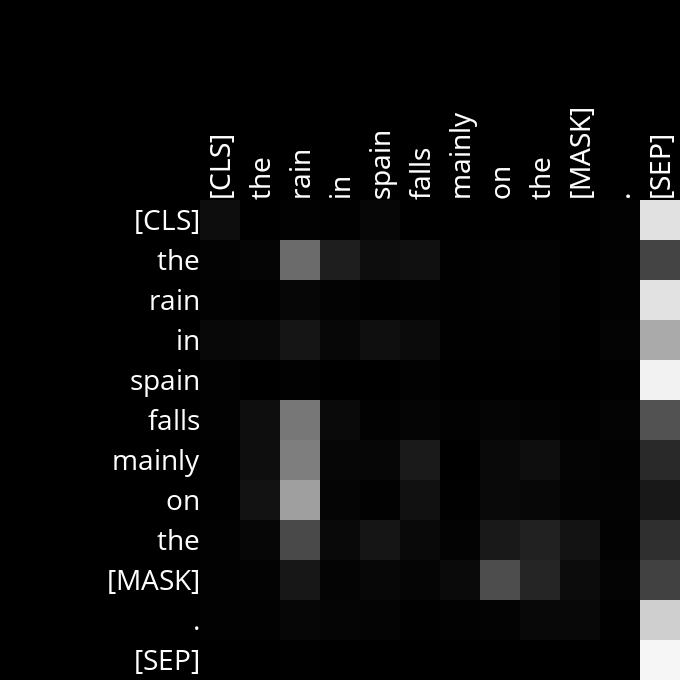 [CLS] the rain in spain falls mainly on the [MASK] . [SEP]
[CLS]
the
rain
in
spain
falls
mainly
on
the
[MASK]
.
[SEP]